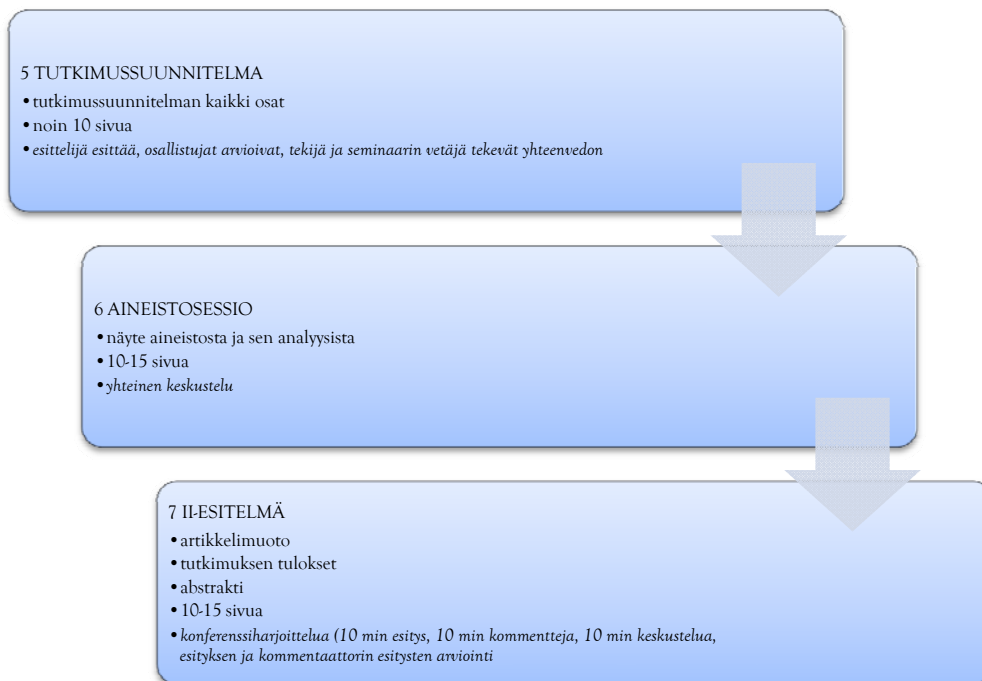 5 TUTKIMUSSUUNNITELMA
• tutkimussuunnitelman kaikki osat
• noin 10 sivua
• esittelijä esittää, osallistujat arvioivat, tekijä ja seminaarin vetäjä tekevät yhteenvedon
6 AINEISTOSESSIO
• näyte aineistosta ja sen analyysista
• 10-15 sivua
• yhteinen keskustelu
7 II-ESITELMÄ
• artikkelimuoto
• tutkimuksen tulokset
• abstrakti
• 10-15 sivua
• konferenssiharjoittelua (10 min esitys, 10 min kommentteja, 10 min keskustelua,
esityksen ja kommentaattorin esitysten arviointi